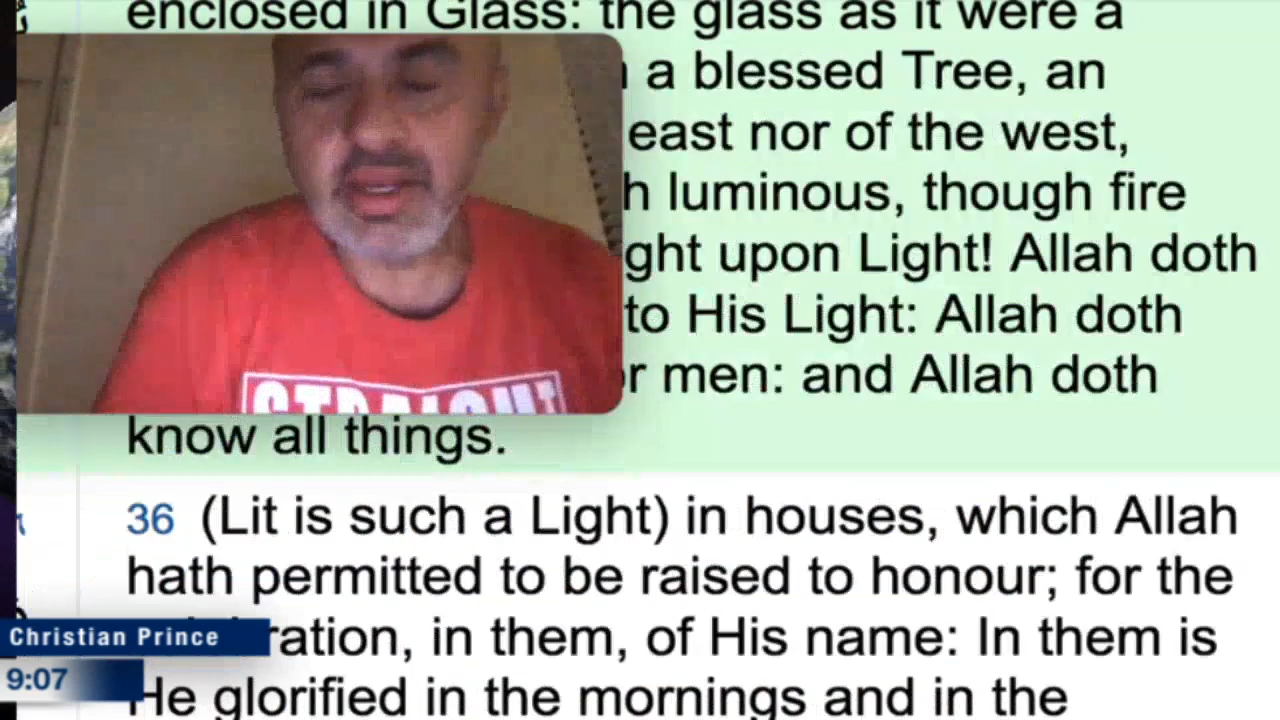 enclosed in Glass: the glass as it were a
a blessed Tree, an
east nor of the west,
h luminous, though fire
ght upon Light! Allah doth
to His Light: Allah doth
r men: and Allah doth
know all things.
36 (Lit is such a Light) in houses, which Allah
hath permitted to be raised to honour; for the
ration, in them, of His name: In them is
He glorified in the mornings and in the
STRAIGHT
Christian Prince
9:07